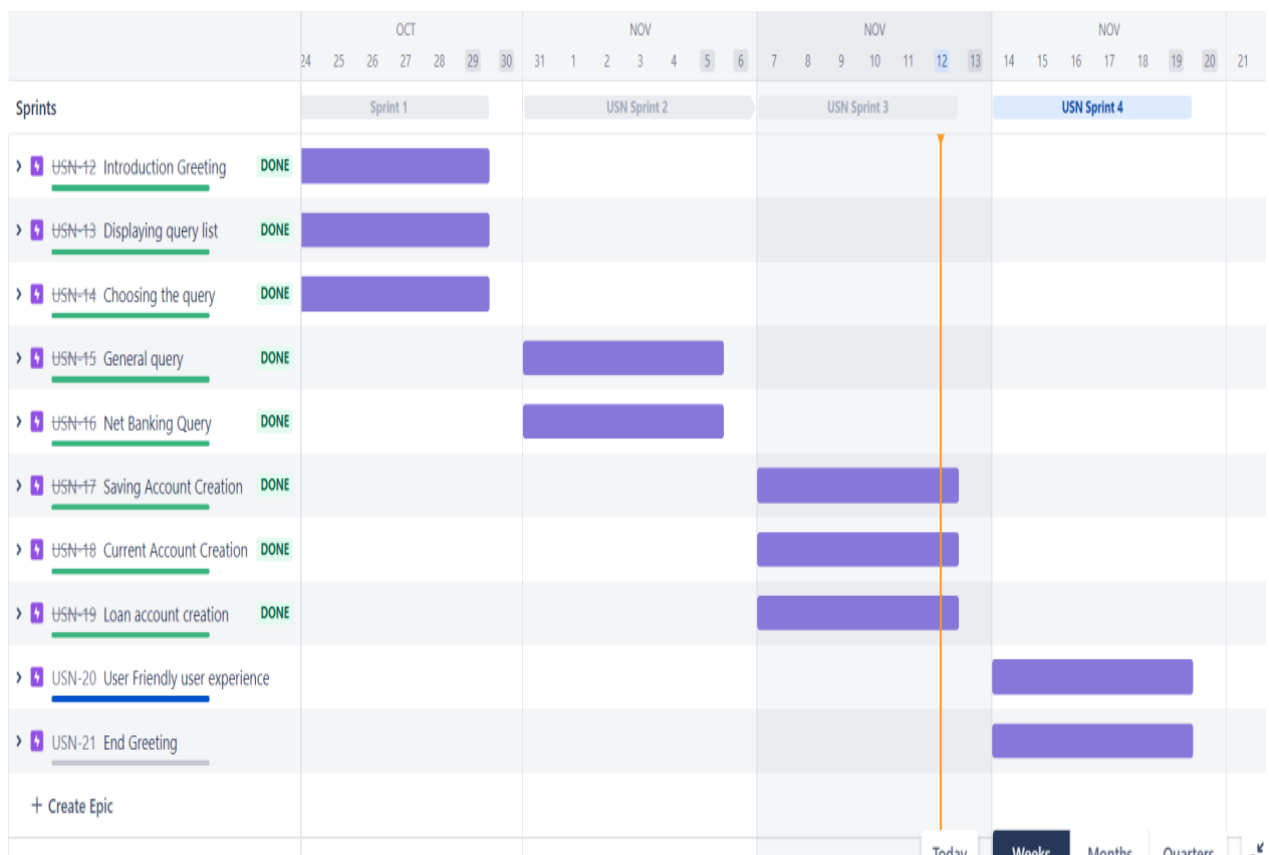 OCT NOV NOV NOV
24 25 26 27 28 29 30 31 1 2 3 4 5 6 7 8 9 10 11 12 13 14 15 16 17 18 19 20 21
Sprints Sprint 1 USN Sprint 2 USN Sprint 3 USN Sprint 4
USN-12 Introduction Greeting DONE
USN-13 Displaying query list DONE
USN-14 Choosing the query DONE
USN-15 General query DONE
USN-16 Net Banking Query DONE
USN-17 Saving Account Creation DONE
USN-18 Current Account Creation DONE
USN-19 Loan account creation DONE
USN-20 User Friendly user experience
USN-21 End Greeting
+ Create Epic
Today Weeks Months Quarters